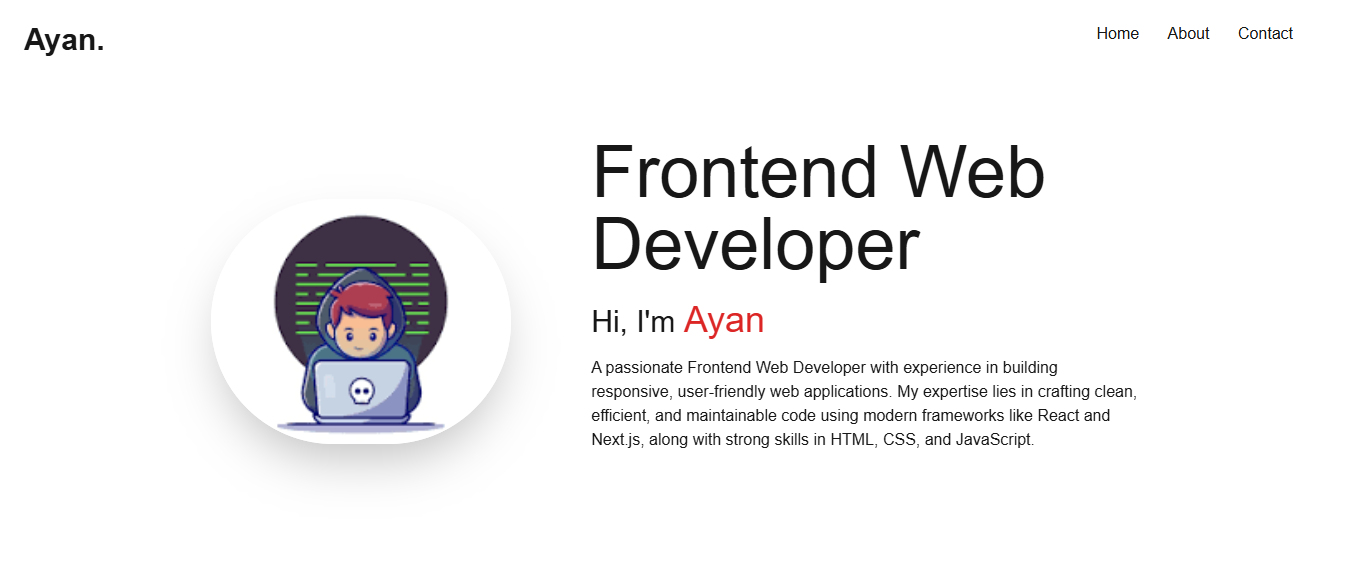 Ayan.
Home About Contact
Frontend Web
Developer
Hi, I'm Ayan
A passionate Frontend Web Developer with experience in building
responsive, user-friendly web applications. My expertise lies in crafting clean,
efficient, and maintainable code using modern frameworks like React and
Next.js, along with strong skills in HTML, CSS, and JavaScript.